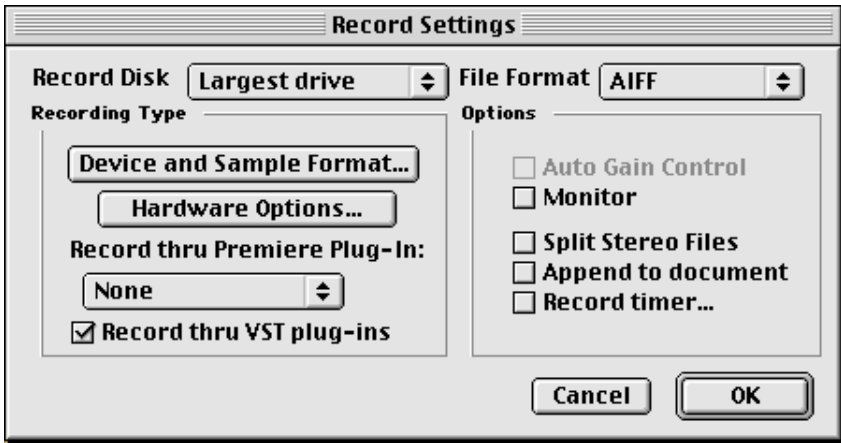 Record Settings
Record Disk Largest drive File Format AIFF
Recording Type Options
Device and Sample Format...
Hardware Options...
Record thru Premiere Plug-In:
None
Record thru VST plug-ins
Auto Gain Control
Monitor
Split Stereo Files
Append to document
Record timer...
Cancel OK